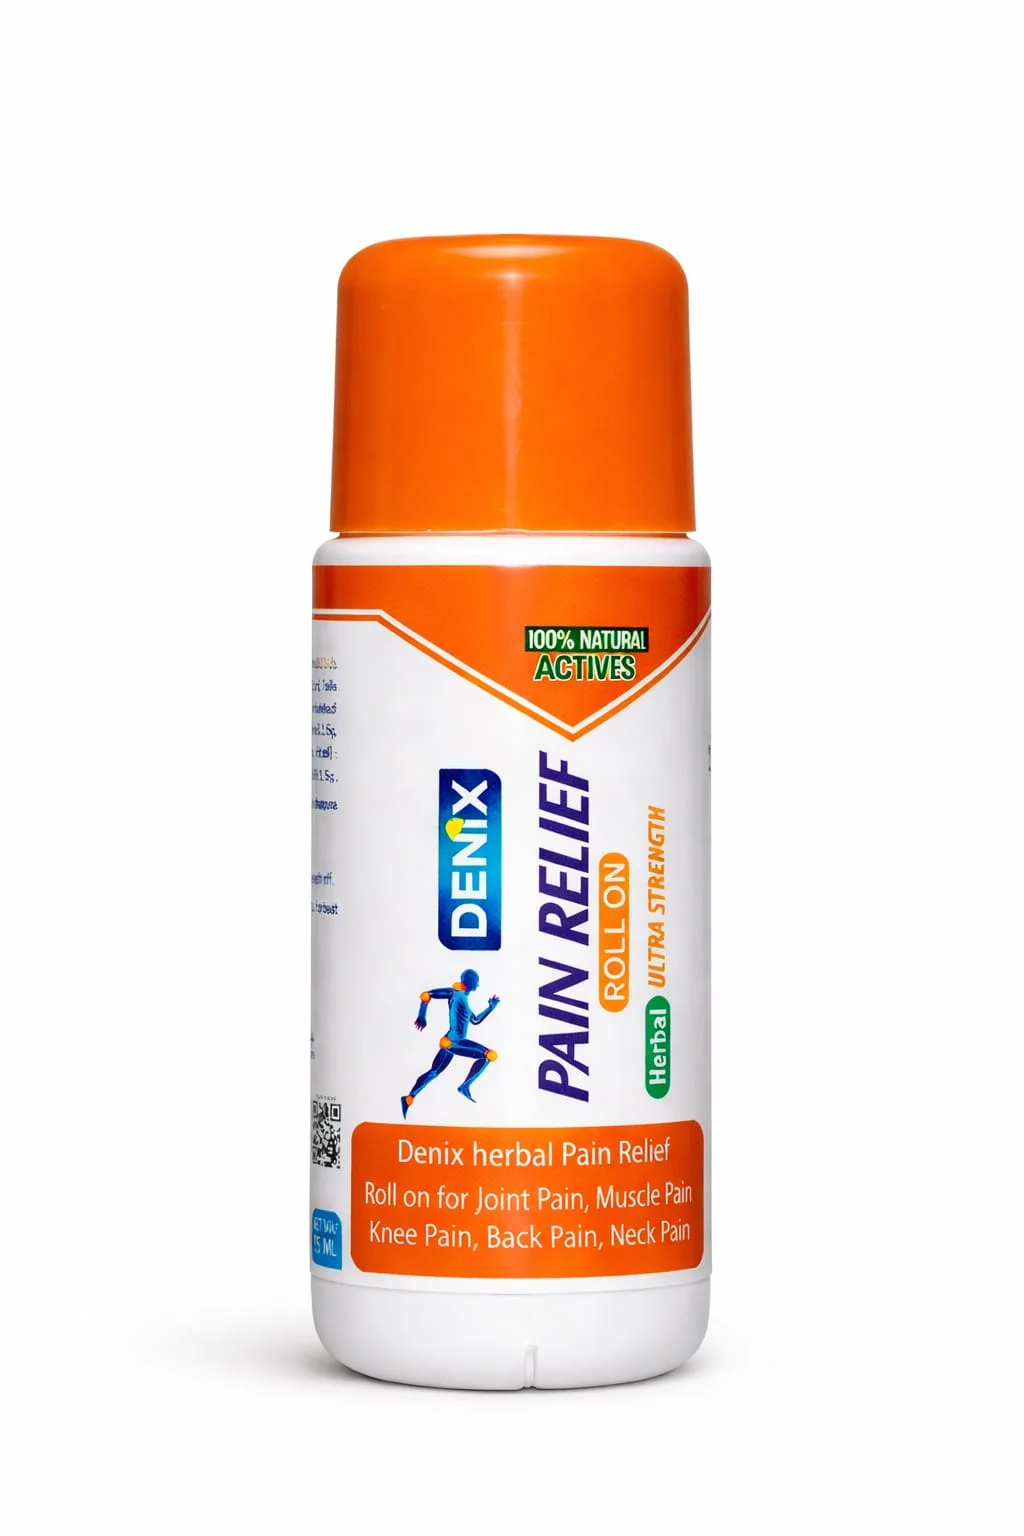 100% NATURAL
ACTIVES
DENiX
PAIN RELIEF
ROLL ON
Herbal ULTRA STRENGTH
Denix herbal Pain Relief
Roll on for Joint Pain, Muscle Pain
Knee Pain, Back Pain, Neck Pain
ML